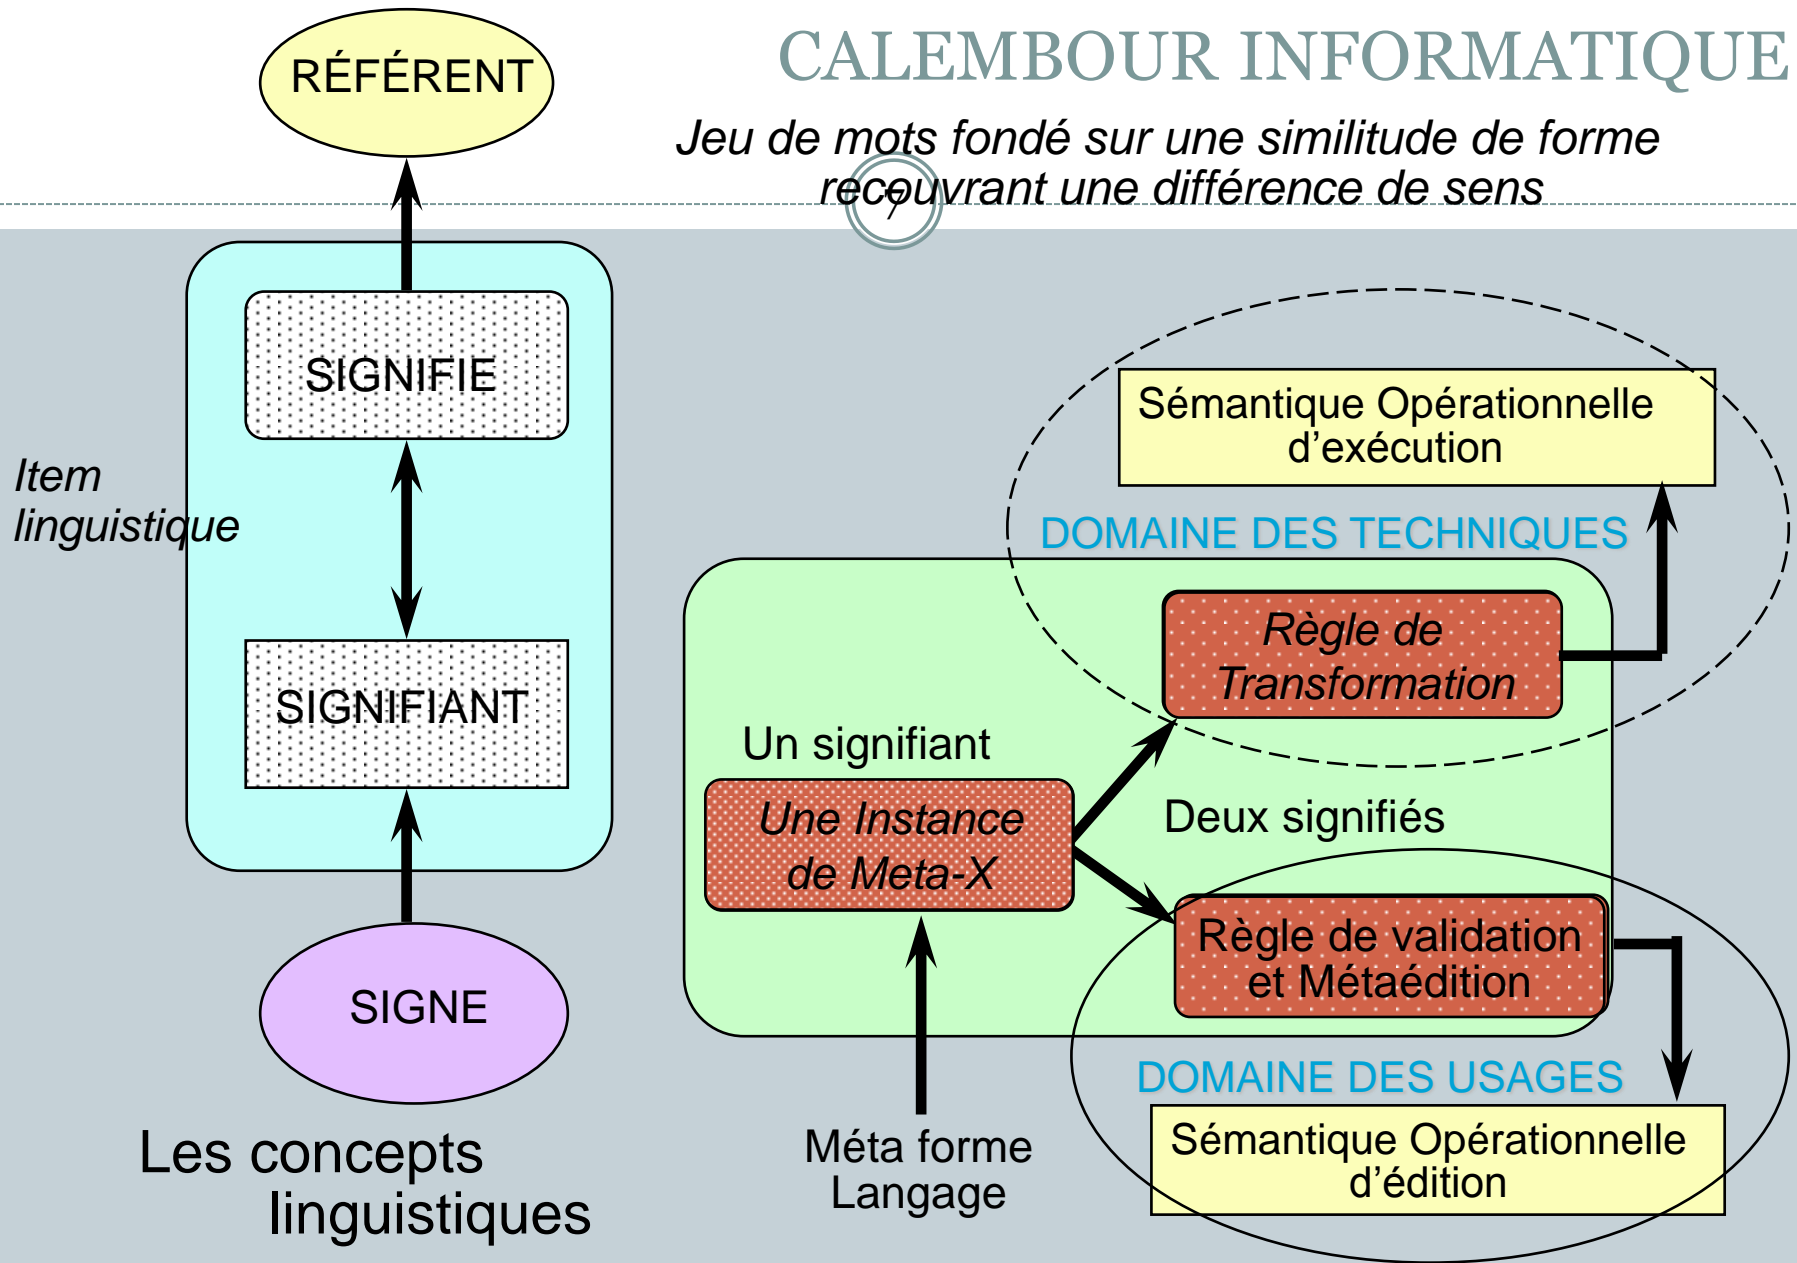 CALEMBOUR INFORMATIQUE
Jeu de mots fondé sur une similitude de forme
recouvrant une différence de sens
7
RÉFÉRENT
SIGNIFIE
Item
linguistique
SIGNIFIANT
SIGNE
Les concepts
linguistiques
Sémantique Opérationnelle
d’exécution
DOMAINE DES TECHNIQUES
Règle de
Transformation
Un signifiant
Une Instance
de Meta-X
Deux signifiés
Règle de validation
et Métaédition
DOMAINE DES USAGES
Méta forme
Langage
Sémantique Opérationnelle
d’édition